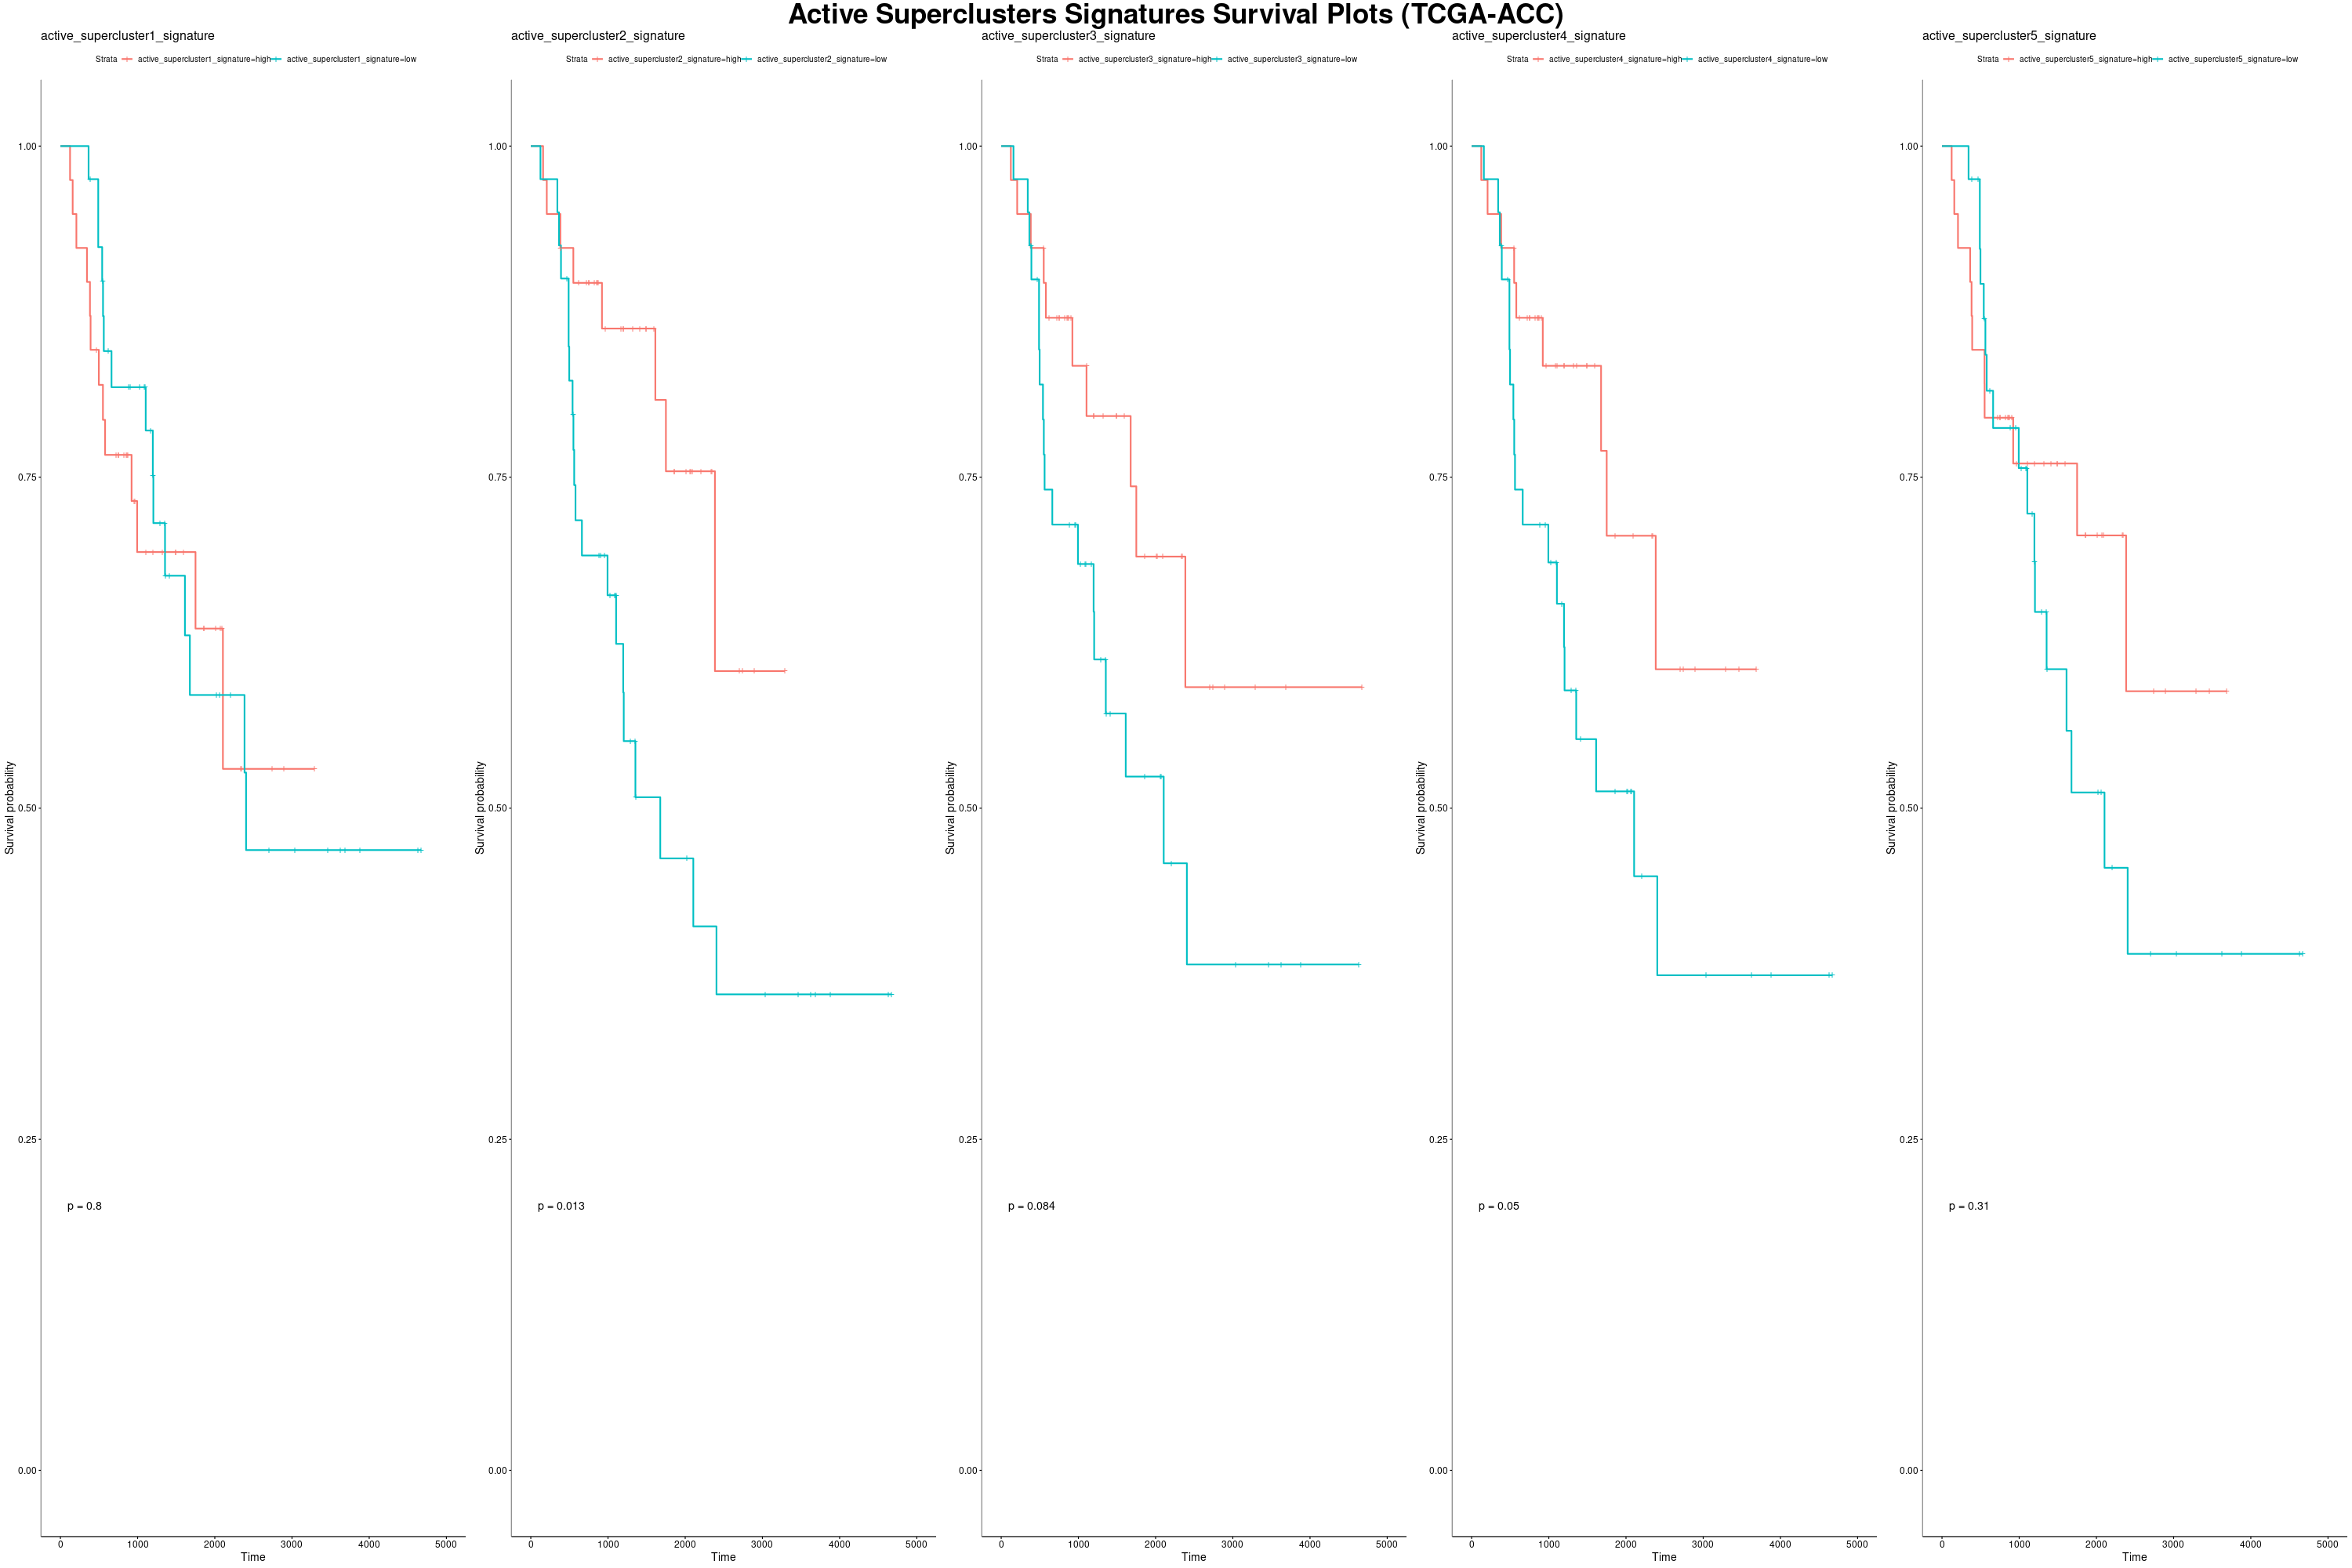 Active Superclusters Signatures Survival Plots (TCGA-ACC)
active_supercluster1_signature
Strata active_supercluster1_signature=high active_supercluster1_signature=low
Survival probability
1.00
0.75
0.50
0.25
0.00
p = 0.8
0 1000 2000 3000 4000 5000
Time
active_supercluster2_signature
Strata active_supercluster2_signature=high active_supercluster2_signature=low
Survival probability
1.00
0.75
0.50
0.25
0.00
p = 0.013
0 1000 2000 3000 4000 5000
Time
active_supercluster3_signature
Strata active_supercluster3_signature=high active_supercluster3_signature=low
Survival probability
1.00
0.75
0.50
0.25
0.00
p = 0.084
0 1000 2000 3000 4000 5000
Time
active_supercluster4_signature
Strata active_supercluster4_signature=high active_supercluster4_signature=low
Survival probability
1.00
0.75
0.50
0.25
0.00
p = 0.05
0 1000 2000 3000 4000 5000
Time
active_supercluster5_signature
Strata active_supercluster5_signature=high active_supercluster5_signature=low
Survival probability
1.00
0.75
0.50
0.25
0.00
p = 0.31
0 1000 2000 3000 4000 5000
Time